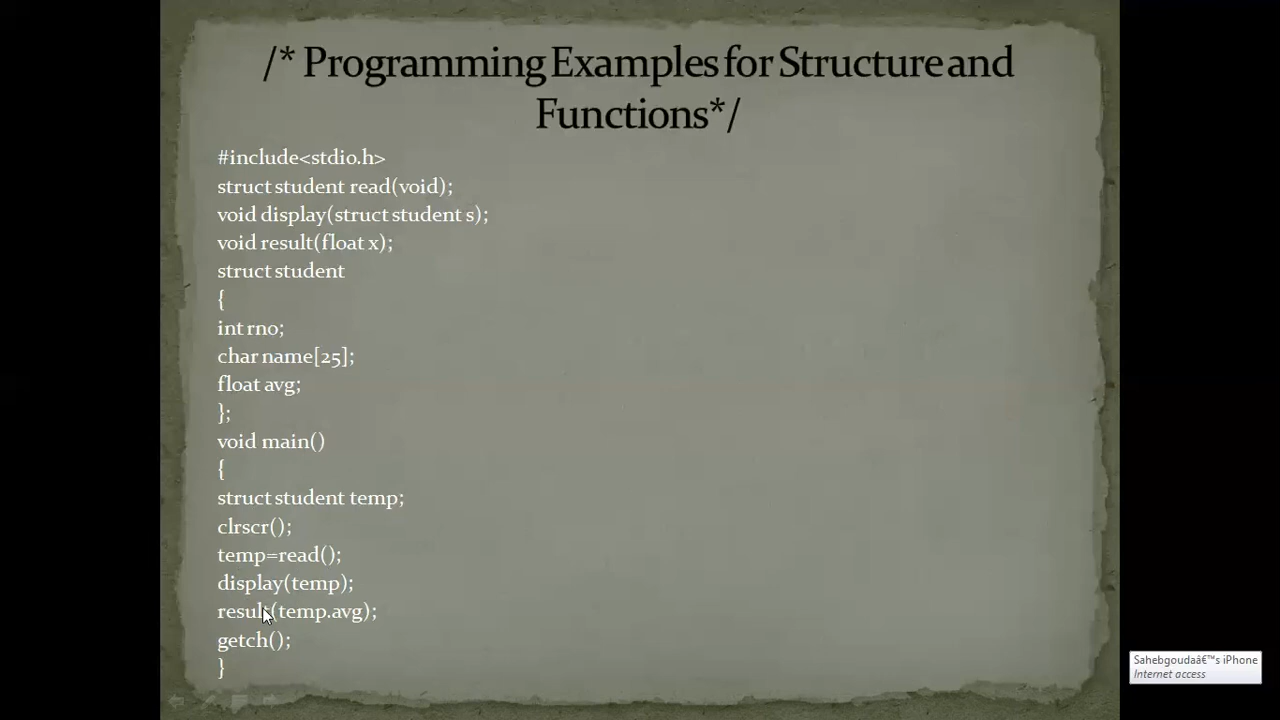 /* Programming Examples for Structure and
Functions*/
#include<stdio.h>
struct student read(void);
void display(struct student s);
void result(float x);
struct student
{
int rno;
char name[25];
float avg;
};
void main()
{
struct student temp;
clrscr();
temp=read();
display(temp);
result(temp.avg);
getch();
}
Sahebgoudaâ€™s iPhone
Internet access